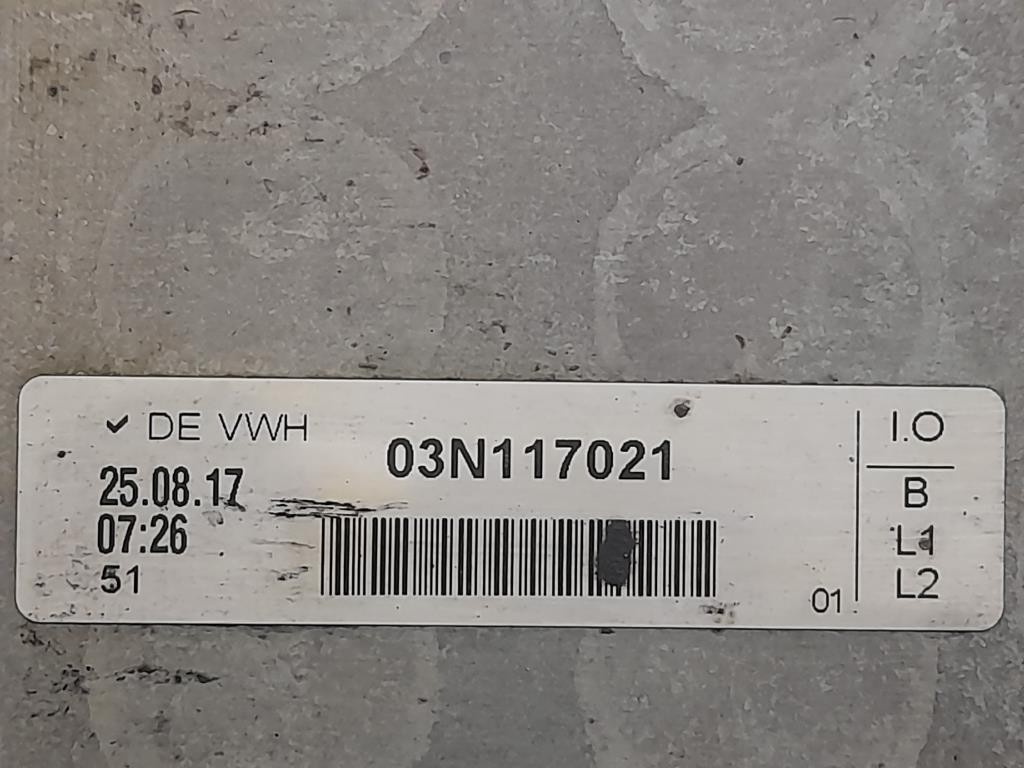 DE VWH
25.08.17
07:26
51
03N117021
01
I.O
B
L1
L2